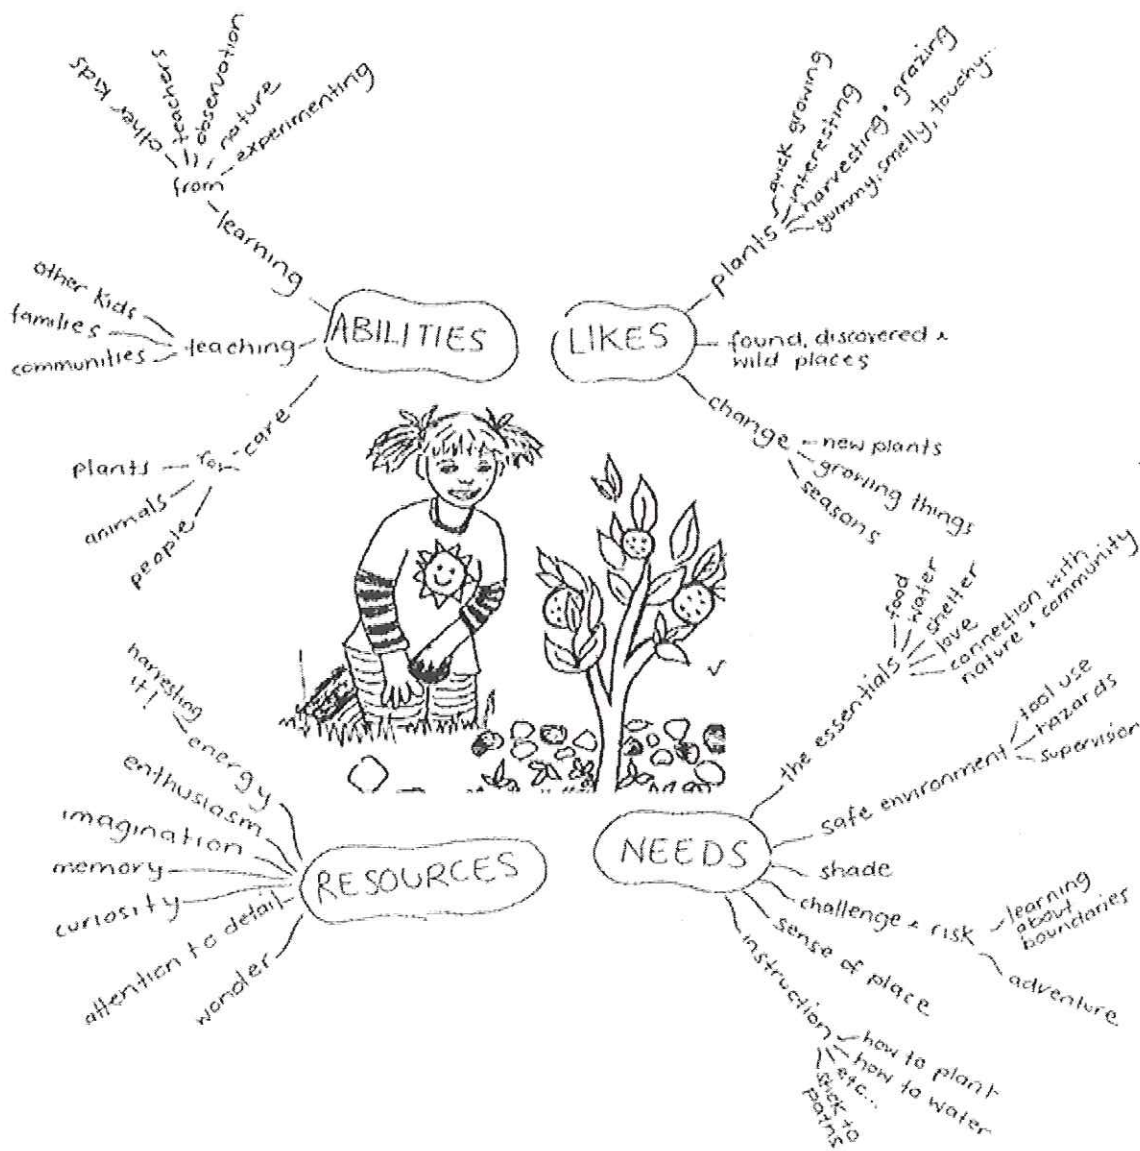 other kids
teachers
observation
nature
experimenting
from
learning
other kids
families
communities
teaching
ABILITIES
care
for
plants
animals
people
LIKES
plants
quick growing
interesting
harvesting • grazing
yummy, smelly, touchy...
found, discovered &
wild places
change
new plants
growing things
seasons
RESOURCES
harvesting
it!
energy
enthusiasm
imagination
memory
curiosity
attention to detail
wonder
NEEDS
the essentials
food
water
shelter
love
connection with
nature & community
safe environment
tool use
hazards
supervision
shade
challenge & risk
learning
about
boundaries
adventure
sense of place
instruction
how to plant
how to water
etc...
stick to
paths